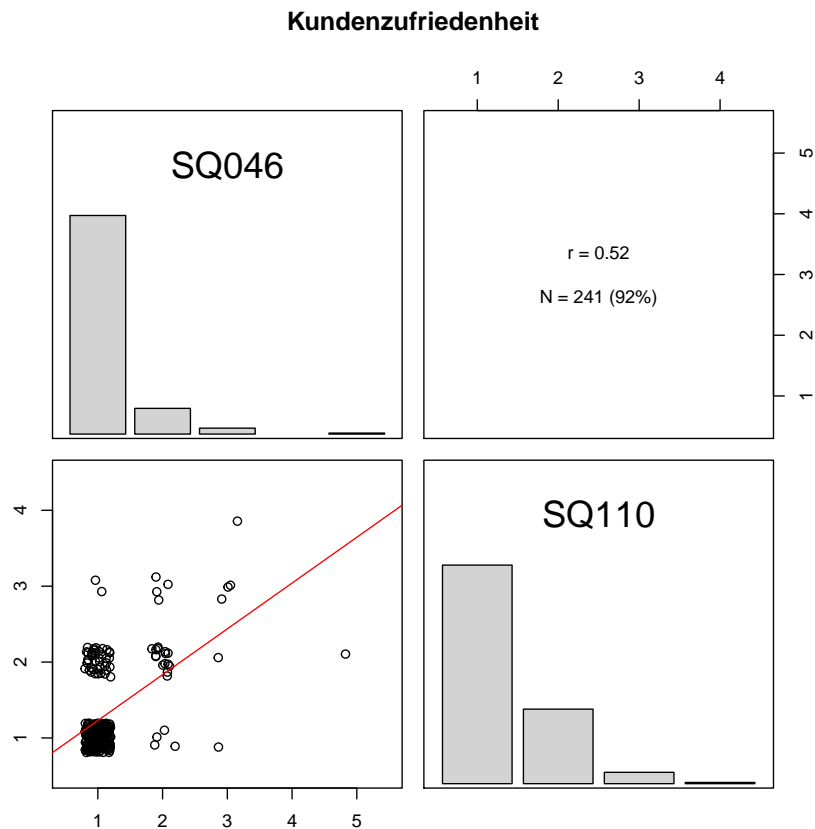 Kundenzufriedenheit
1 2 3 4
SQ046
5
4
3
2
1
r = 0.52
N = 241 (92%)
4
3
2
1
SQ110
1 2 3 4 5